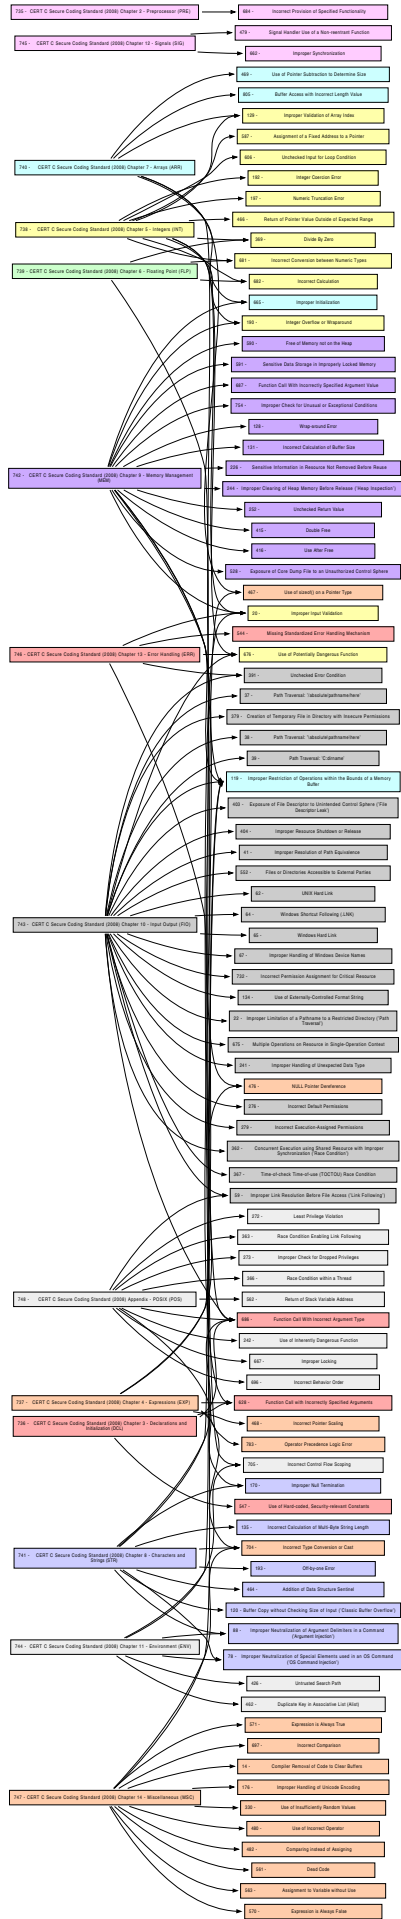 735 - CERT C Secure Coding Standard (2008) Chapter 2 - Preprocessor (PRE)
684 - Incorrect Provision of Specified Functionality
745 - CERT C Secure Coding Standard (2008) Chapter 12 - Signals (SIG)
479 - Signal Handler Use of a Non-reentrant Function
662 - Improper Synchronization
469 - Use of Pointer Subtraction to Determine Size
805 - Buffer Access with Incorrect Length Value
129 - Improper Validation of Array Index
587 - Assignment of a Fixed Address to a Pointer
606 - Unchecked Input for Loop Condition
740 - CERT C Secure Coding Standard (2008) Chapter 7 - Arrays (ARR)
192 - Integer Coercion Error
197 - Numeric Truncation Error
466 - Return of Pointer Value Outside of Expected Range
738 - CERT C Secure Coding Standard (2008) Chapter 5 - Integers (INT)
369 - Divide By Zero
681 - Incorrect Conversion between Numeric Types
739 - CERT C Secure Coding Standard (2008) Chapter 6 - Floating Point (FLP)
682 - Incorrect Calculation
665 - Improper Initialization
190 - Integer Overflow or Wraparound
590 - Free of Memory not on the Heap
591 - Sensitive Data Storage in Improperly Locked Memory
687 - Function Call With Incorrectly Specified Argument Value
754 - Improper Check for Unusual or Exceptional Conditions
128 - Wrap-around Error
131 - Incorrect Calculation of Buffer Size
226 - Sensitive Information in Resource Not Removed Before Reuse
742 - CERT C Secure Coding Standard (2008) Chapter 9 - Memory Management
(MEM)
244 - Improper Clearing of Heap Memory Before Release ('Heap Inspection')
252 - Unchecked Return Value
415 - Double Free
416 - Use After Free
528 - Exposure of Core Dump File to an Unauthorized Control Sphere
467 - Use of sizeof() on a Pointer Type
20 - Improper Input Validation
544 - Missing Standardized Error Handling Mechanism
746 - CERT C Secure Coding Standard (2008) Chapter 13 - Error Handling (ERR)
676 - Use of Potentially Dangerous Function
391 - Unchecked Error Condition
37 - Path Traversal: '/absolute/pathname/here'
379 - Creation of Temporary File in Directory with Insecure Permissions
38 - Path Traversal: '\absolute\pathname\here'
39 - Path Traversal: 'C:dirname'
119 - Improper Restriction of Operations within the Bounds of a Memory
Buffer
403 - Exposure of File Descriptor to Unintended Control Sphere ('File
Descriptor Leak')
404 - Improper Resource Shutdown or Release
41 - Improper Resolution of Path Equivalence
552 - Files or Directories Accessible to External Parties
62 - UNIX Hard Link
64 - Windows Shortcut Following (.LNK)
743 - CERT C Secure Coding Standard (2008) Chapter 10 - Input Output (FIO)
65 - Windows Hard Link
67 - Improper Handling of Windows Device Names
732 - Incorrect Permission Assignment for Critical Resource
134 - Use of Externally-Controlled Format String
22 - Improper Limitation of a Pathname to a Restricted Directory ('Path
Traversal')
675 - Multiple Operations on Resource in Single-Operation Context
241 - Improper Handling of Unexpected Data Type
476 - NULL Pointer Dereference
276 - Incorrect Default Permissions
279 - Incorrect Execution-Assigned Permissions
362 - Concurrent Execution using Shared Resource with Improper
Synchronization ('Race Condition')
367 - Time-of-check Time-of-use (TOCTOU) Race Condition
59 - Improper Link Resolution Before File Access ('Link Following')
272 - Least Privilege Violation
363 - Race Condition Enabling Link Following
273 - Improper Check for Dropped Privileges
366 - Race Condition within a Thread
748 - CERT C Secure Coding Standard (2008) Appendix - POSIX (POS)
562 - Return of Stack Variable Address
686 - Function Call With Incorrect Argument Type
242 - Use of Inherently Dangerous Function
667 - Improper Locking
696 - Incorrect Behavior Order
737 - CERT C Secure Coding Standard (2008) Chapter 4 - Expressions (EXP)
628 - Function Call with Incorrectly Specified Arguments
736 - CERT C Secure Coding Standard (2008) Chapter 3 - Declarations and
Initialization (DCL)
468 - Incorrect Pointer Scaling
783 - Operator Precedence Logic Error
705 - Incorrect Control Flow Scoping
170 - Improper Null Termination
547 - Use of Hard-coded, Security-relevant Constants
135 - Incorrect Calculation of Multi-Byte String Length
704 - Incorrect Type Conversion or Cast
741 - CERT C Secure Coding Standard (2008) Chapter 8 - Characters and
Strings (STR)
193 - Off-by-one Error
464 - Addition of Data Structure Sentinel
120 - Buffer Copy without Checking Size of Input ('Classic Buffer Overflow')
88 - Improper Neutralization of Argument Delimiters in a Command
('Argument Injection')
744 - CERT C Secure Coding Standard (2008) Chapter 11 - Environment (ENV)
78 - Improper Neutralization of Special Elements used in an OS Command
('OS Command Injection')
426 - Untrusted Search Path
462 - Duplicate Key in Associative List (Alist)
571 - Expression is Always True
697 - Incorrect Comparison
14 - Compiler Removal of Code to Clear Buffers
176 - Improper Handling of Unicode Encoding
747 - CERT C Secure Coding Standard (2008) Chapter 14 - Miscellaneous (MSC)
330 - Use of Insufficiently Random Values
480 - Use of Incorrect Operator
482 - Comparing instead of Assigning
561 - Dead Code
563 - Assignment to Variable without Use
570 - Expression is Always False